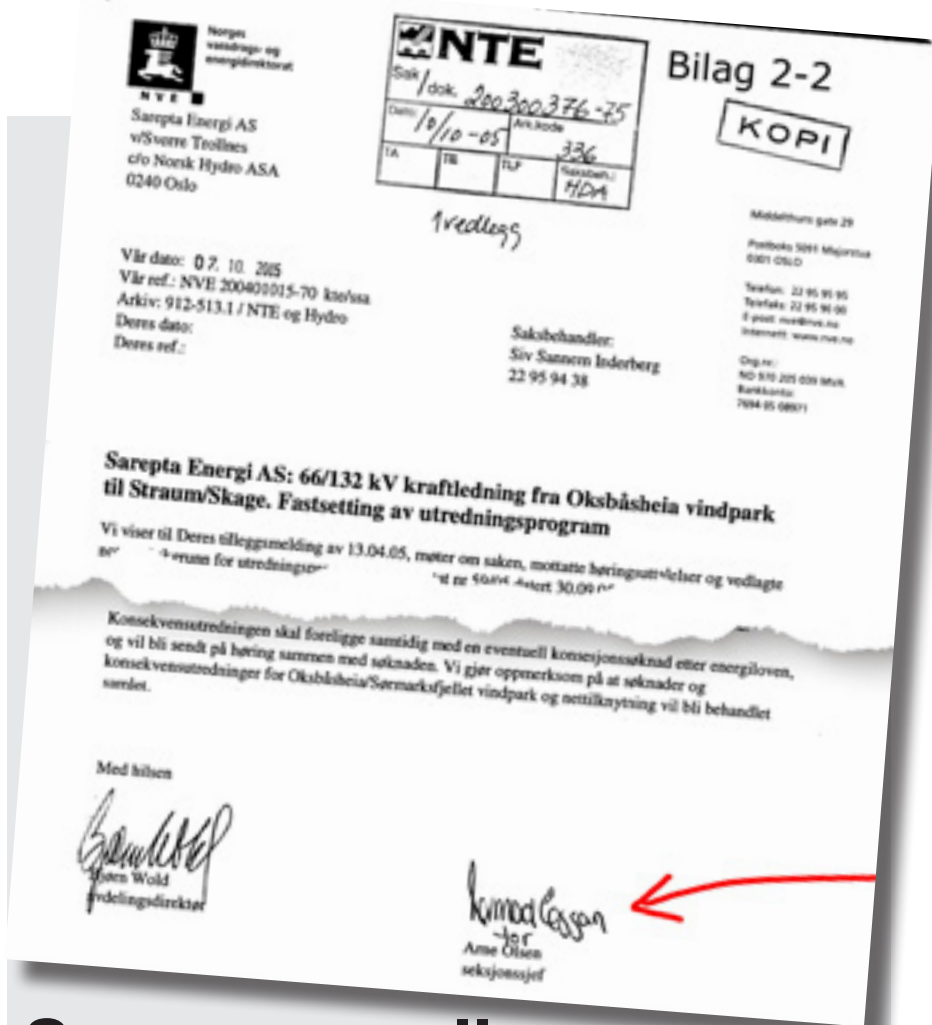 Norges
vassdrags- og
energidirektorat
NVE
Sarepta Energi AS
v/Sverre Trollnes
c/o Norsk Hydro ASA
0240 Oslo
NTE
Sak/dok. 200300376-75
Dato: 10/10-05 Ark.kode 336
TA TB TLF Saksbeh.: HDA
1 vedlegg
Bilag 2-2
KOPI
Middelthuns gate 29
Postboks 5091 Majorstua
0301 OSLO
Telefon: 22 95 95 95
Telefaks: 22 95 90 00
E-post: nve@nve.no
Internett: www.nve.no
Org.nr.:
NO 970 205 039 MVA
Bankkonto:
7694 05 08971
Vår dato: 07. 10. 2005
Vår ref.: NVE 200401015-70 kte/ssa
Arkiv: 912-513.1 / NTE og Hydro
Deres dato:
Deres ref.:
Saksbehandler:
Siv Sannem Inderberg
22 95 94 38
Sarepta Energi AS: 66/132 kV kraftledning fra Oksbåsheia vindpark
til Straum/Skage. Fastsetting av utredningsprogram
Vi viser til Deres tilleggsmelding av 13.04.05, møter om saken, mottatte høringsuttalelser og vedlagte
for 30.09
Konsekvensutredningen skal foreligge samtidig med en eventuell konsesjonssøknad etter energiloven,
og vil bli sendt på høring sammen med søknaden. Vi gjør oppmerksom på at søknader og
konsekvensutredninger for Oksbåsheia/Sørmarksfjellet vindpark og nettilknytning vil bli behandlet
samlet.
Med hilsen
Bjørn Wold
avdelingsdirektør
for
Arne Olsen
seksjonssjef